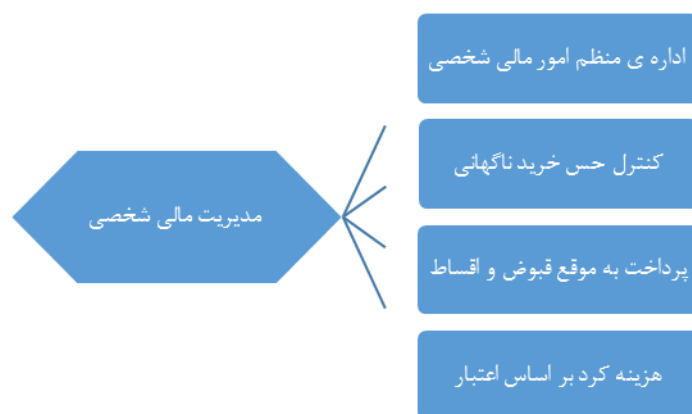 اداره ی منظم امور مالی شخصی
کنترل حس خرید ناگهانی
مدیریت مالی شخصی
پرداخت به موقع قبوض و اقساط
هزینه کرد بر اساس اعتبار